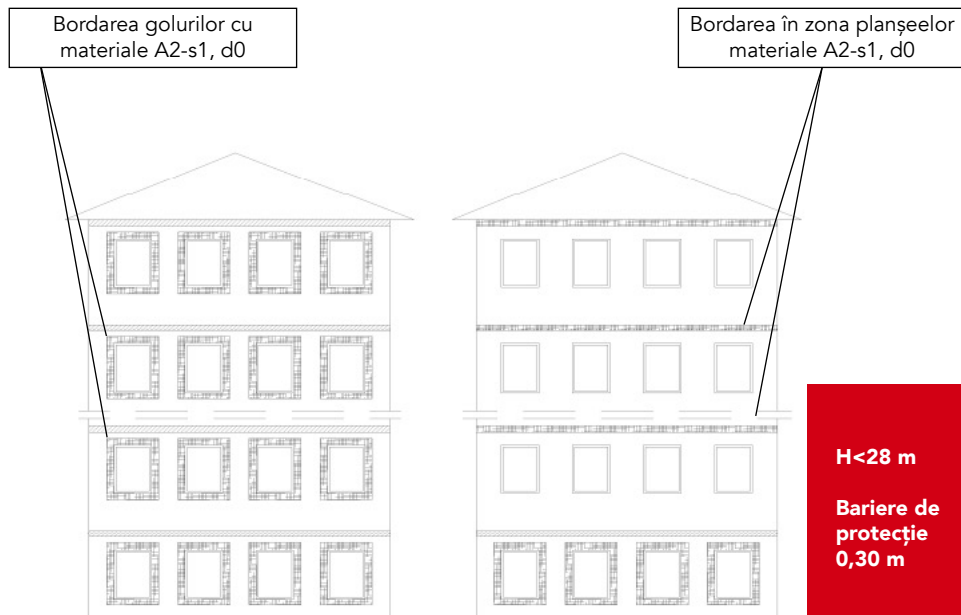 Bordarea golurilor cu
materiale A2-s1, d0
Bordarea în zona planșeelor
materiale A2-s1, d0
H<28 m
Bariere de
protecție
0,30 m